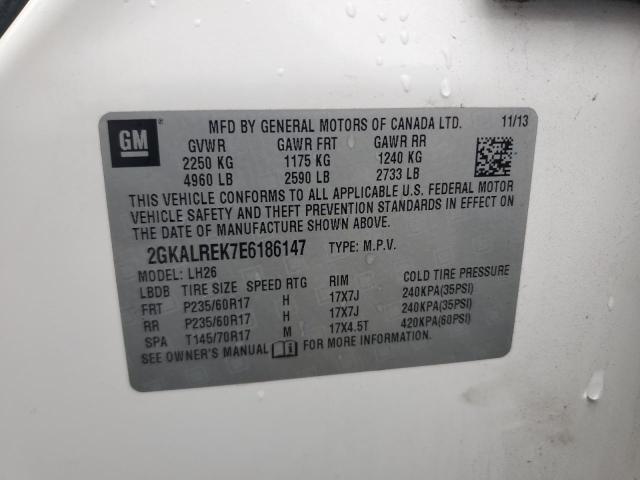 GM
MFD BY GENERAL MOTORS OF CANADA LTD. 11/13
GVWR GAWR FRT GAWR RR
2250 KG 1175 KG 1240 KG
4960 LB 2590 LB 2733 LB
THIS VEHICLE CONFORMS TO ALL APPLICABLE U.S. FEDERAL MOTOR
VEHICLE SAFETY AND THEFT PREVENTION STANDARDS IN EFFECT ON
THE DATE OF MANUFACTURE SHOWN ABOVE.
2GKALREK7E6186147 TYPE: M.P.V.
MODEL: LH26
LBDB TIRE SIZE SPEED RTG RIM COLD TIRE PRESSURE
FRT P235/60R17 H 17X7J 240KPA(35PSI)
RR P235/60R17 H 17X7J 240KPA(35PSI)
SPA T145/70R17 M 17X4.5T 420KPA(60PSI)
SEE OWNER'S MANUAL FOR MORE INFORMATION.